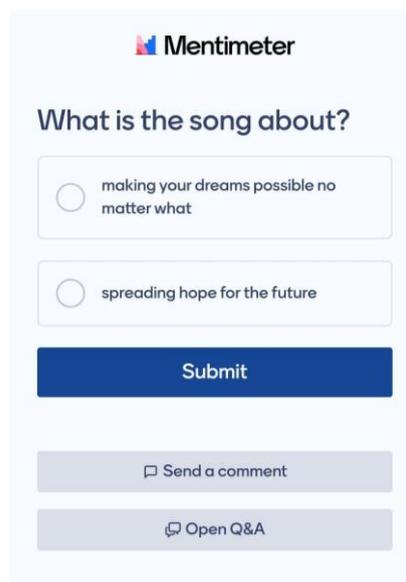 Mentimeter
What is the song about?
making your dreams possible no
matter what
spreading hope for the future
Submit
Send a comment
Open Q&A